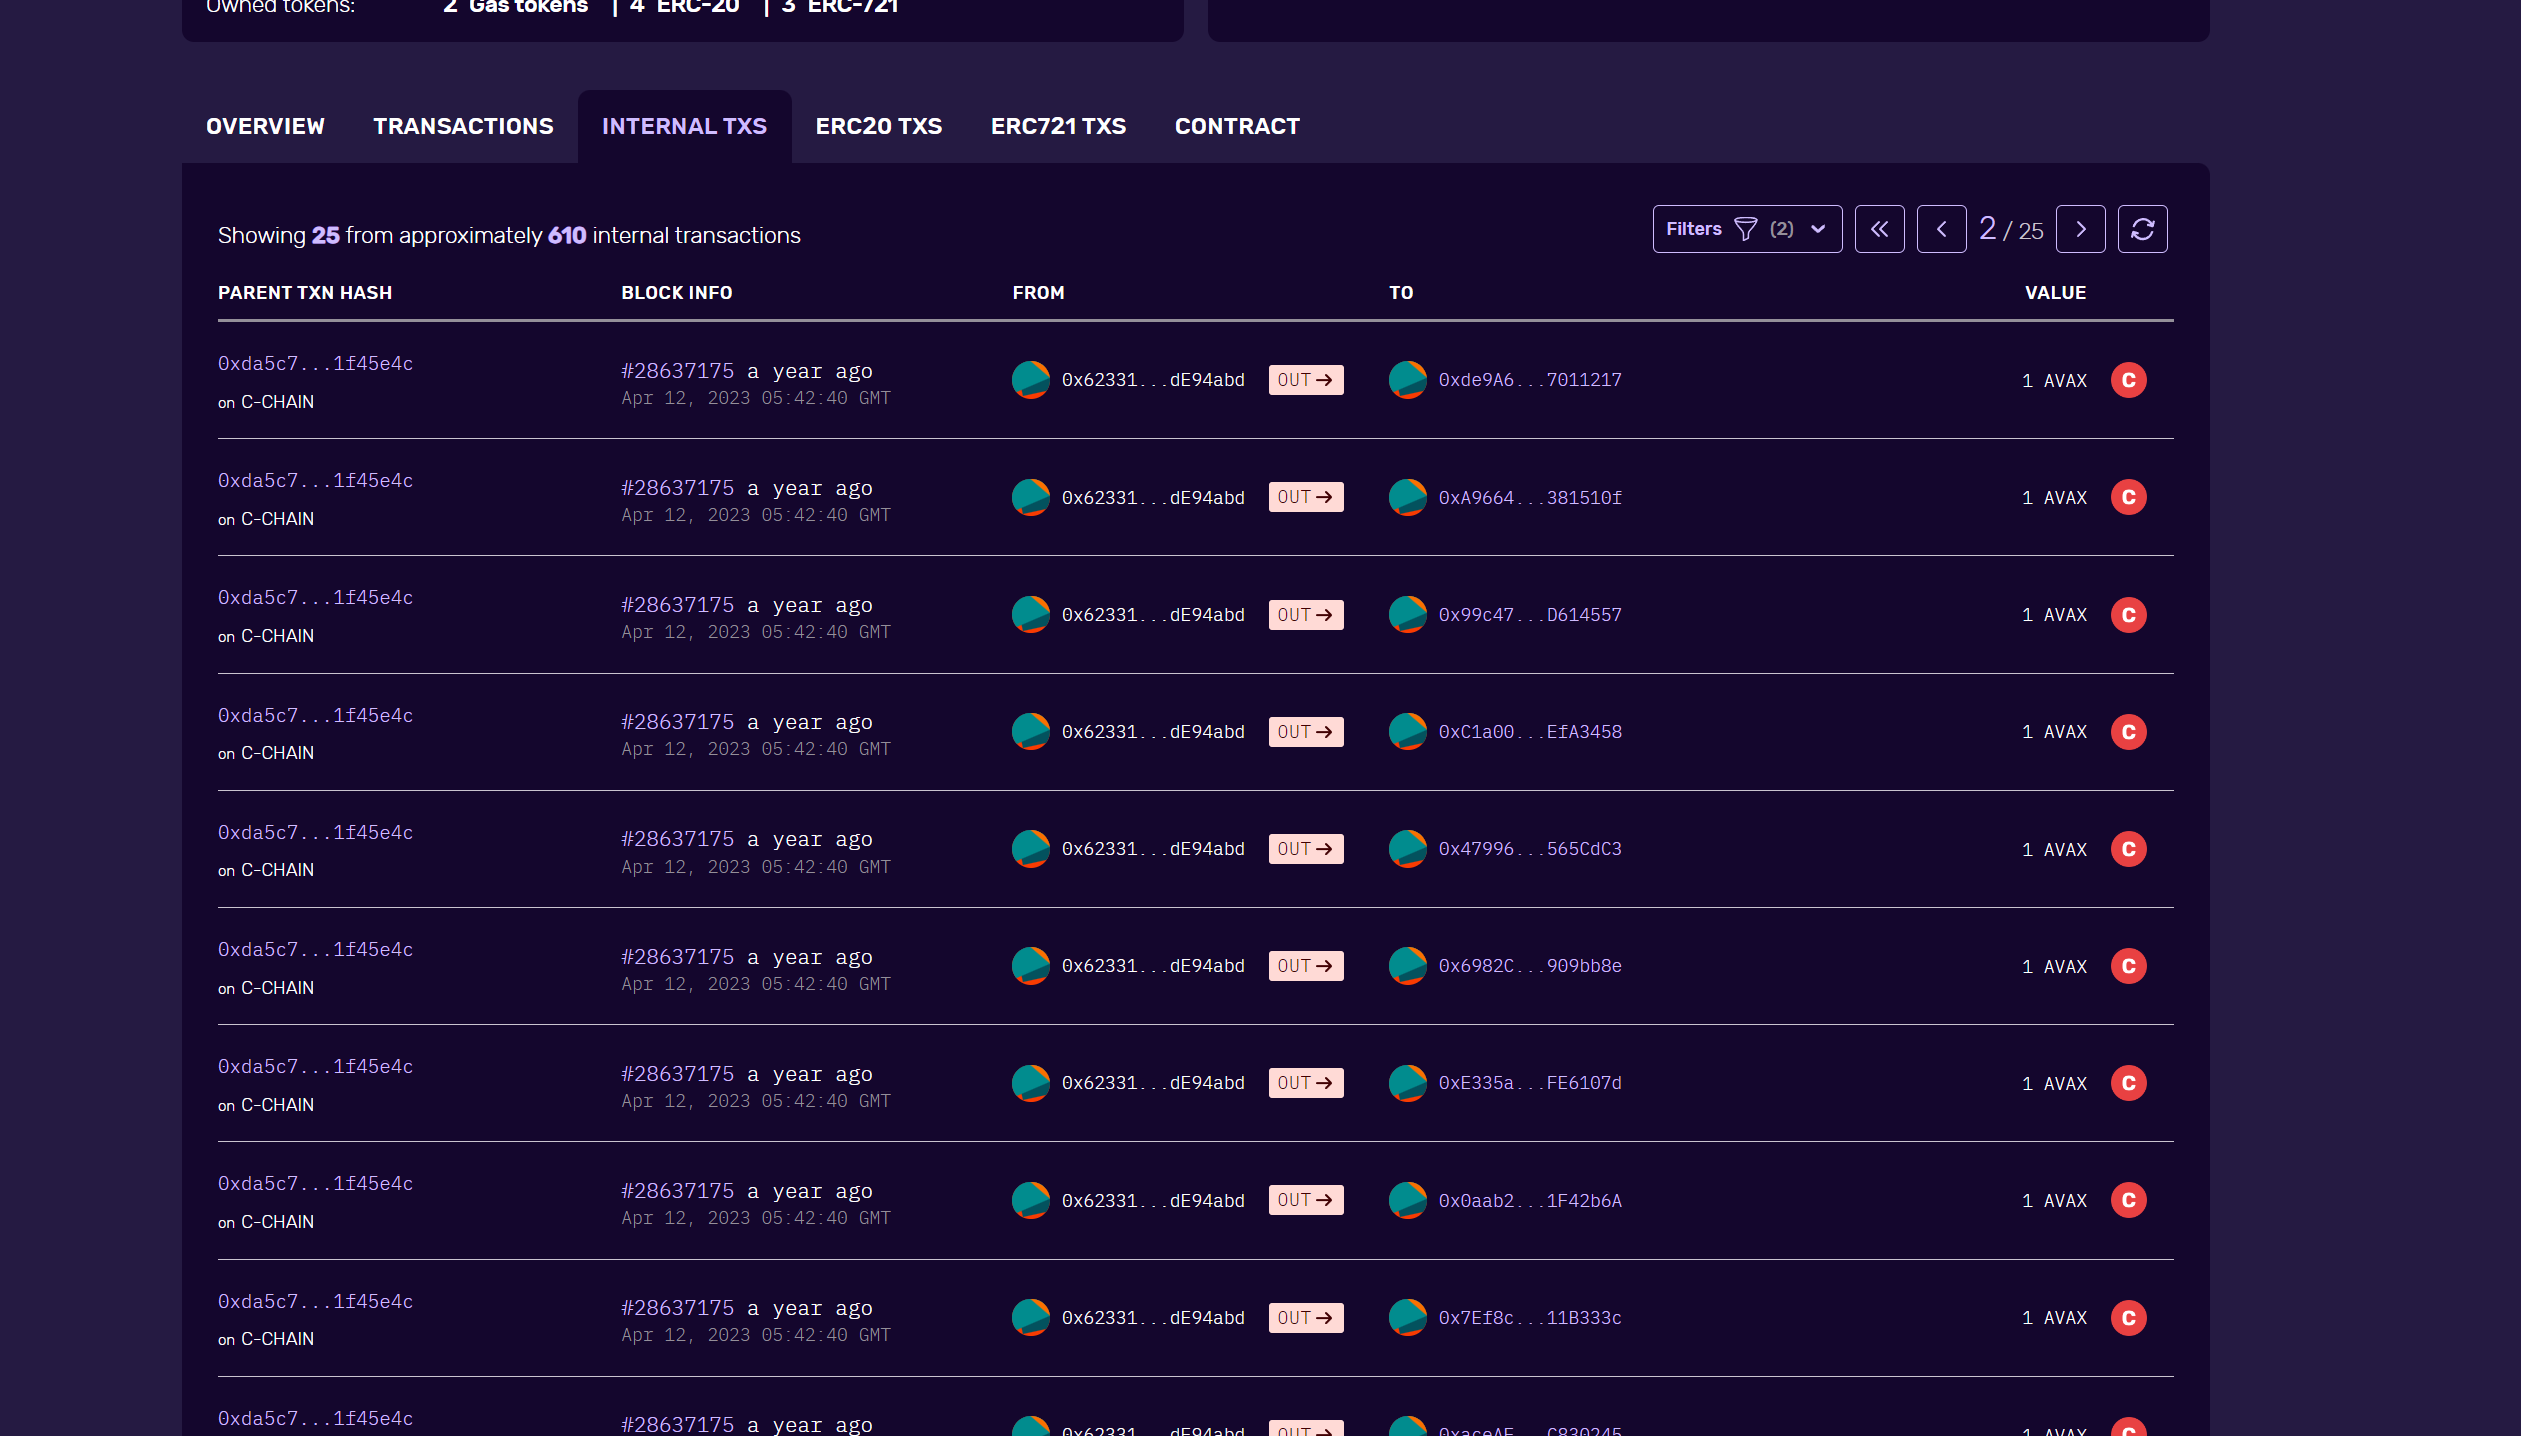 Owned tokens: 2 Gas tokens | 4 ERC-20 | 3 ERC-721
OVERVIEW TRANSACTIONS INTERNAL TXS ERC20 TXS ERC721 TXS CONTRACT
Showing 25 from approximately 610 internal transactions Filters (2) 2 / 25
PARENT TXN HASH BLOCK INFO FROM TO VALUE
0xda5c7...1f45e4c #28637175 a year ago 0x62331...dE94abd OUT 0xde9A6...7011217 1 AVAX C
on C-CHAIN Apr 12, 2023 05:42:40 GMT
0xda5c7...1f45e4c #28637175 a year ago 0x62331...dE94abd OUT 0xA9664...381510f 1 AVAX C
on C-CHAIN Apr 12, 2023 05:42:40 GMT
0xda5c7...1f45e4c #28637175 a year ago 0x62331...dE94abd OUT 0x99c47...D614557 1 AVAX C
on C-CHAIN Apr 12, 2023 05:42:40 GMT
0xda5c7...1f45e4c #28637175 a year ago 0x62331...dE94abd OUT 0xC1a00...EfA3458 1 AVAX C
on C-CHAIN Apr 12, 2023 05:42:40 GMT
0xda5c7...1f45e4c #28637175 a year ago 0x62331...dE94abd OUT 0x47996...565CdC3 1 AVAX C
on C-CHAIN Apr 12, 2023 05:42:40 GMT
0xda5c7...1f45e4c #28637175 a year ago 0x62331...dE94abd OUT 0x6982C...909bb8e 1 AVAX C
on C-CHAIN Apr 12, 2023 05:42:40 GMT
0xda5c7...1f45e4c #28637175 a year ago 0x62331...dE94abd OUT 0xE335a...FE6107d 1 AVAX C
on C-CHAIN Apr 12, 2023 05:42:40 GMT
0xda5c7...1f45e4c #28637175 a year ago 0x62331...dE94abd OUT 0x0aab2...1F42b6A 1 AVAX C
on C-CHAIN Apr 12, 2023 05:42:40 GMT
0xda5c7...1f45e4c #28637175 a year ago 0x62331...dE94abd OUT 0x7Ef8c...11B333c 1 AVAX C
on C-CHAIN Apr 12, 2023 05:42:40 GMT
0xda5c7...1f45e4c #28637175 a year ago 0x62331...dE94abd OUT 1 AVAX C